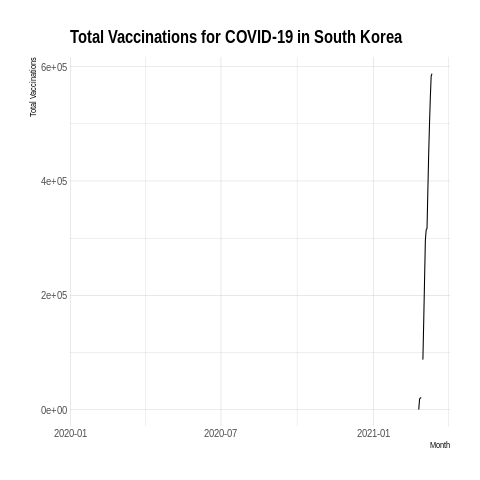 Total Vaccinations for COVID-19 in South Korea
Total Vaccinations
6e+05
4e+05
2e+05
0e+00
2020-01
2020-07
2021-01
Month